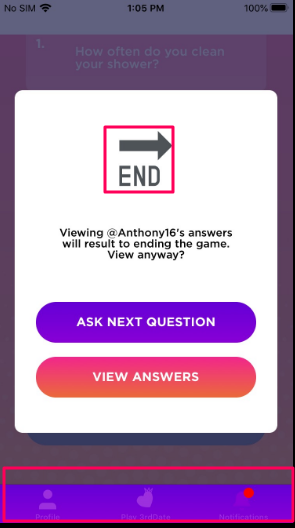 No SIM 1:05 PM 100%
1. How often do you clean
your shower?
END
Viewing @Anthony16's answers
will result to ending the game.
View anyway?
ASK NEXT QUESTION
VIEW ANSWERS
Profile Play 3rdDate Notifications